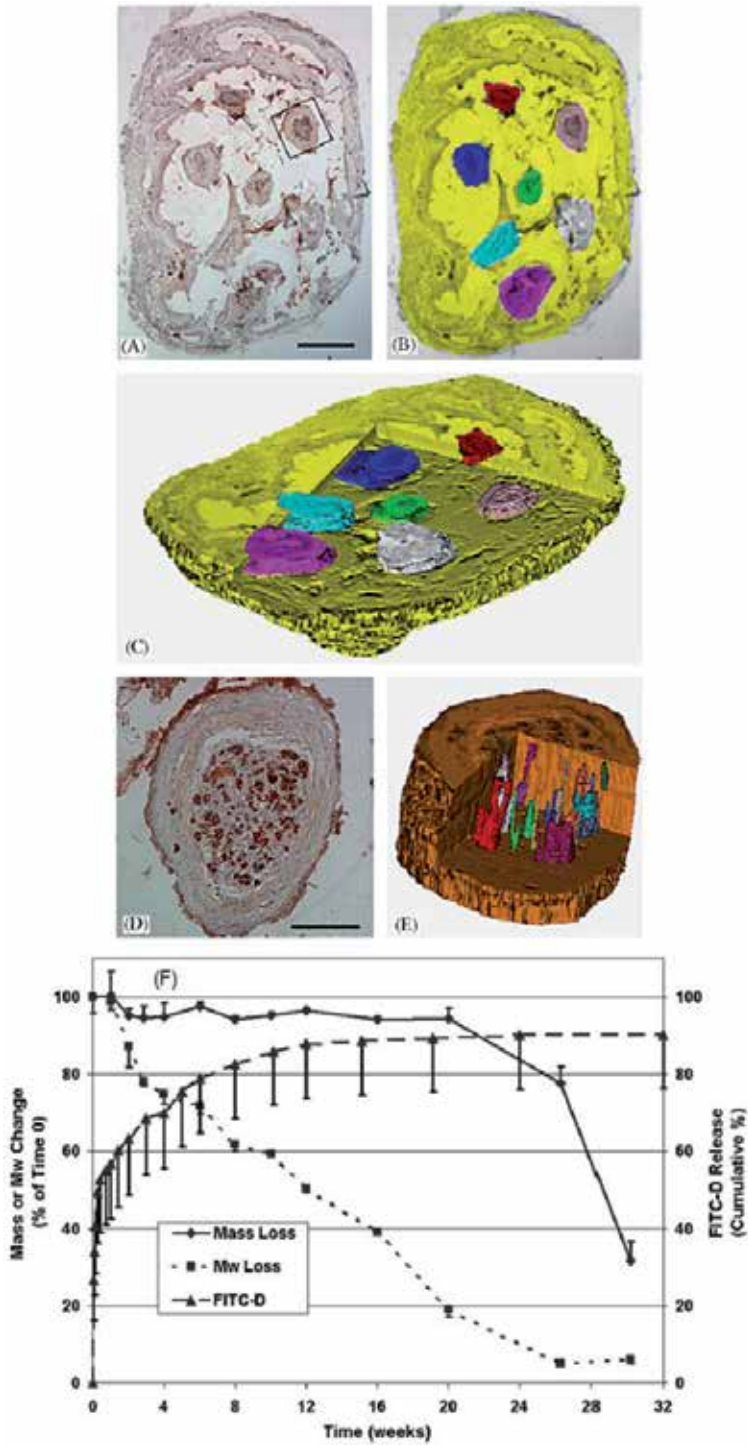 (A)
(B)
(C)
(D)
(E)
(F)
100
80
60
40
20
0
Mass or Mw Change
(% of Time 0)
Mass Loss
Mw Loss
FITC-D
100
80
60
40
20
0
FITC-D Release
(Cumulative %)
0 4 8 12 16 20 24 28 32
Time (weeks)